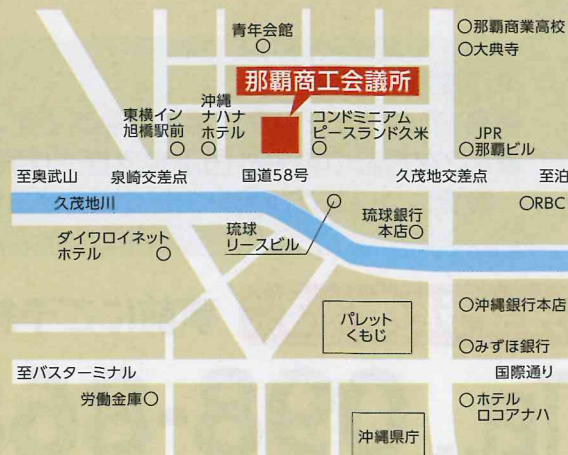 青年会館
那覇商業高校
大典寺
那覇商工会議所
東横イン
旭橋駅前
沖縄
ナハナ
ホテル
コンドミニアム
ピースランド久米
JPR
那覇ビル
至奥武山
泉崎交差点
国道58号
久茂地交差点
至泊
久茂地川
RBC
ダイワロイネット
ホテル
琉球
リースビル
琉球銀行
本店
パレット
くもじ
沖縄銀行本店
みずほ銀行
至バスターミナル
国際通り
労働金庫
ホテル
ロコアナハ
沖縄県庁